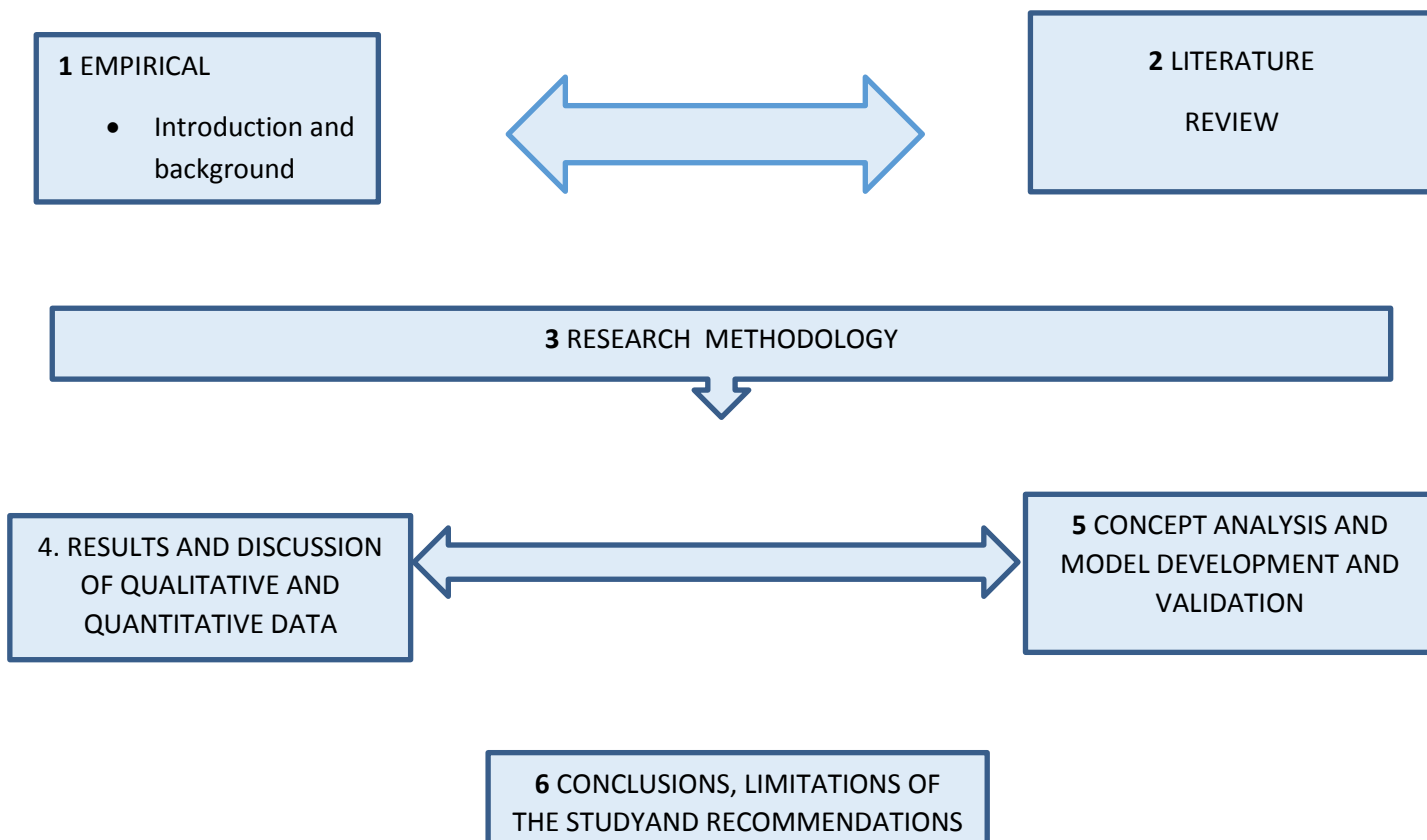 1 EMPIRICAL
• Introduction and
background
2 LITERATURE
REVIEW
3 RESEARCH  METHODOLOGY
4. RESULTS AND DISCUSSION
OF QUALITATIVE AND
QUANTITATIVE DATA
5 CONCEPT ANALYSIS AND
MODEL DEVELOPMENT AND
VALIDATION
6 CONCLUSIONS, LIMITATIONS OF
THE STUDYAND RECOMMENDATIONS